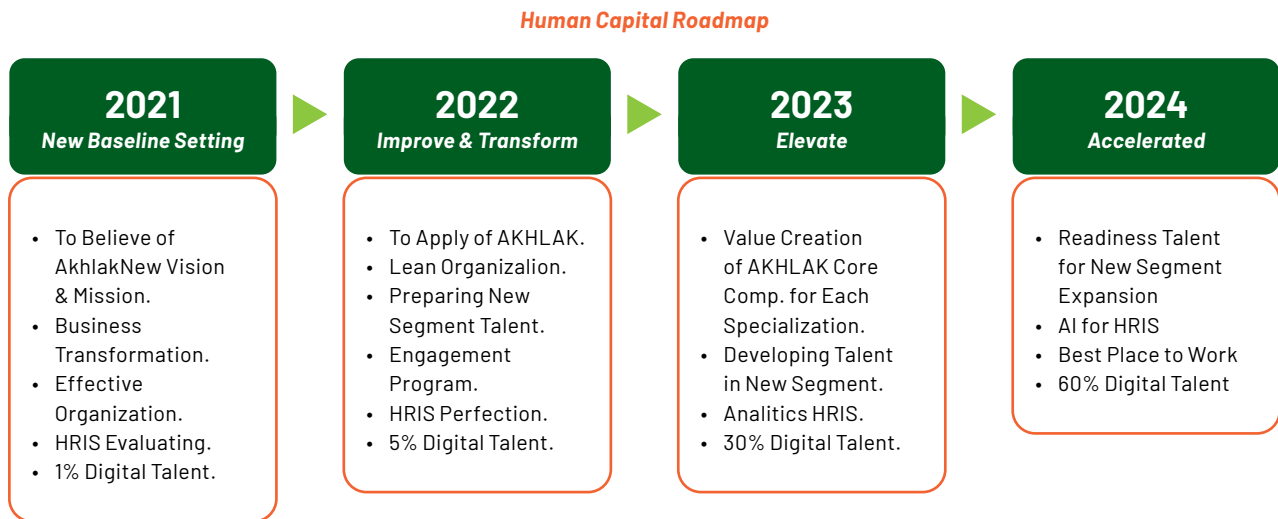 Human Capital Roadmap
2021
New Baseline Setting
• To Believe of
AkhlakNew Vision
& Mission.
• Business
Transformation.
• Effective
Organization.
• HRIS Evaluating.
• 1% Digital Talent.
2022
Improve & Transform
• To Apply of AKHLAK.
• Lean Organizalion.
• Preparing New
Segment Talent.
• Engagement
Program.
• HRIS Perfection.
• 5% Digital Talent.
2023
Elevate
• Value Creation
of AKHLAK Core
Comp. for Each
Specialization.
• Developing Talent
in New Segment.
• Analitics HRIS.
• 30% Digital Talent.
2024
Accelerated
• Readiness Talent
for New Segment
Expansion
• AI for HRIS
• Best Place to Work
• 60% Digital Talent